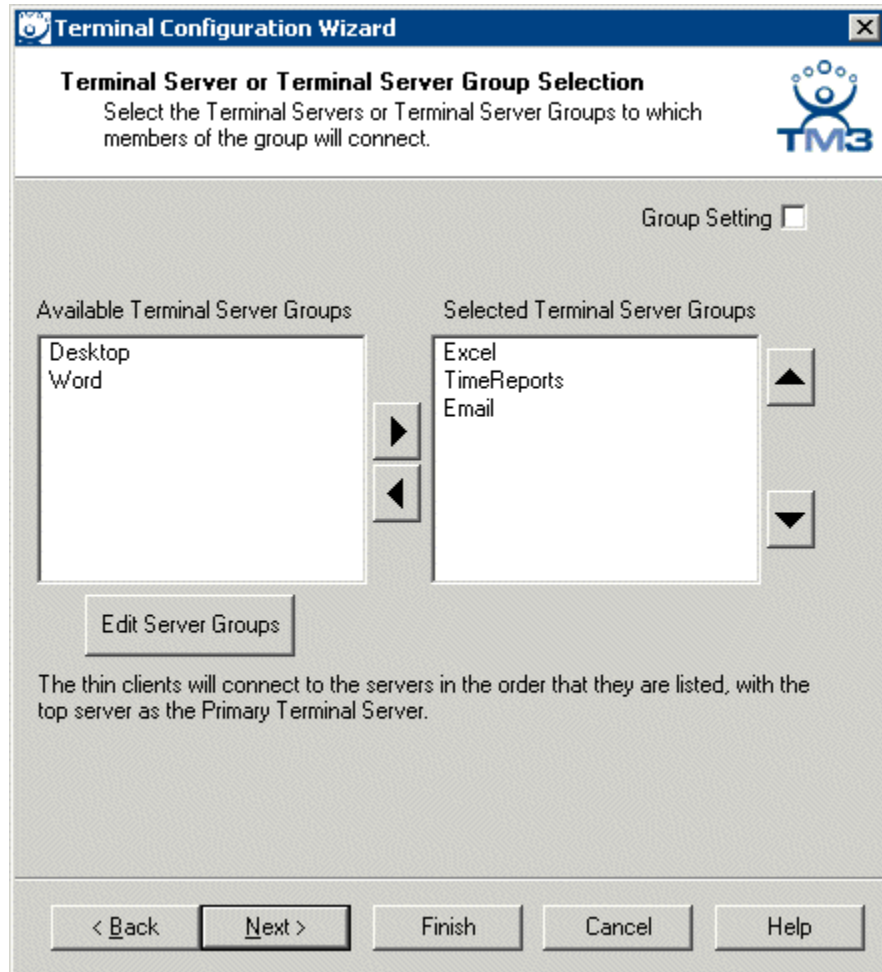 Terminal Configuration Wizard
Terminal Server or Terminal Server Group Selection
Select the Terminal Servers or Terminal Server Groups to which
members of the group will connect.
TM3
Group Setting
Available Terminal Server Groups
Desktop
Word
Selected Terminal Server Groups
Excel
TimeReports
Email
Edit Server Groups
The thin clients will connect to the servers in the order that they are listed, with the
top server as the Primary Terminal Server.
< Back
Next >
Finish
Cancel
Help